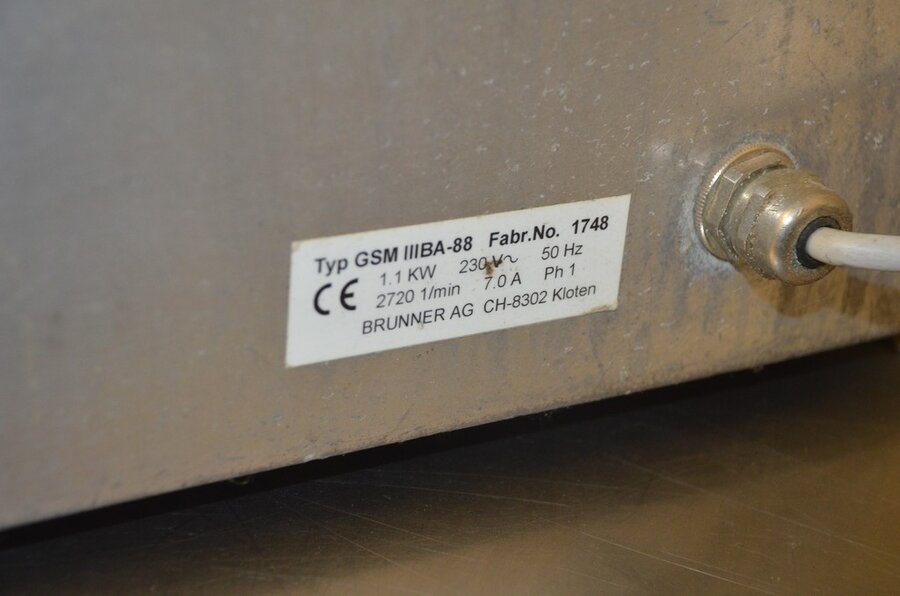 Typ GSM IIIBA-88 Fabr.No. 1748
1.1 KW 230 V~ 50 Hz
CE 2720 1/min 7.0 A Ph 1
BRUNNER AG CH-8302 Kloten